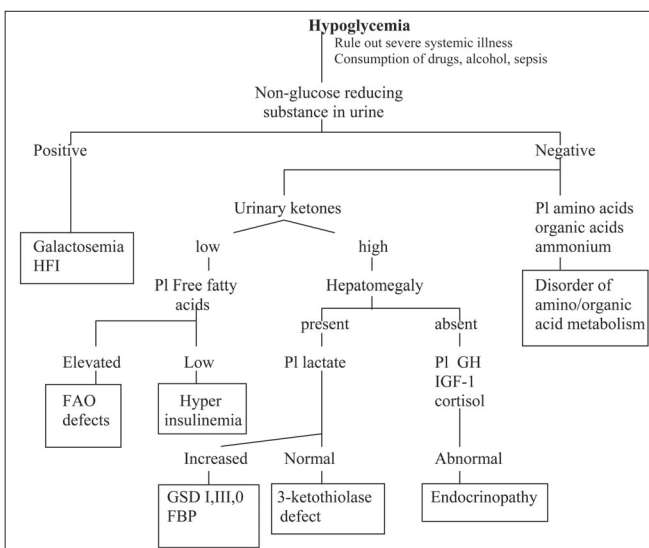 Hypoglycemia
Rule out severe systemic illness
Consumption of drugs, alcohol, sepsis
Non-glucose reducing
substance in urine
Positive
Negative
Galactosemia
HFI
Urinary ketones
Pl amino acids
organic acids
ammonium
low
high
Disorder of
amino/organic
acid metabolism
Pl Free fatty
acids
Hepatomegaly
present
absent
Elevated
Low
Pl lactate
Pl GH
IGF-1
cortisol
FAO
defects
Hyper
insulinemia
Increased
Normal
Abnormal
GSD I,III,0
FBP
3-ketothiolase
defect
Endocrinopathy